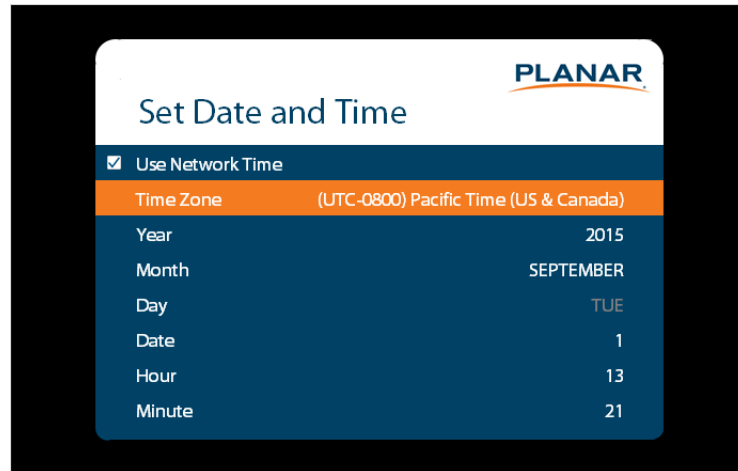 PLANAR
Set Date and Time
Use Network Time
Time Zone (UTC-0800) Pacific Time (US & Canada)
Year 2015
Month SEPTEMBER
Day TUE
Date 1
Hour 13
Minute 21